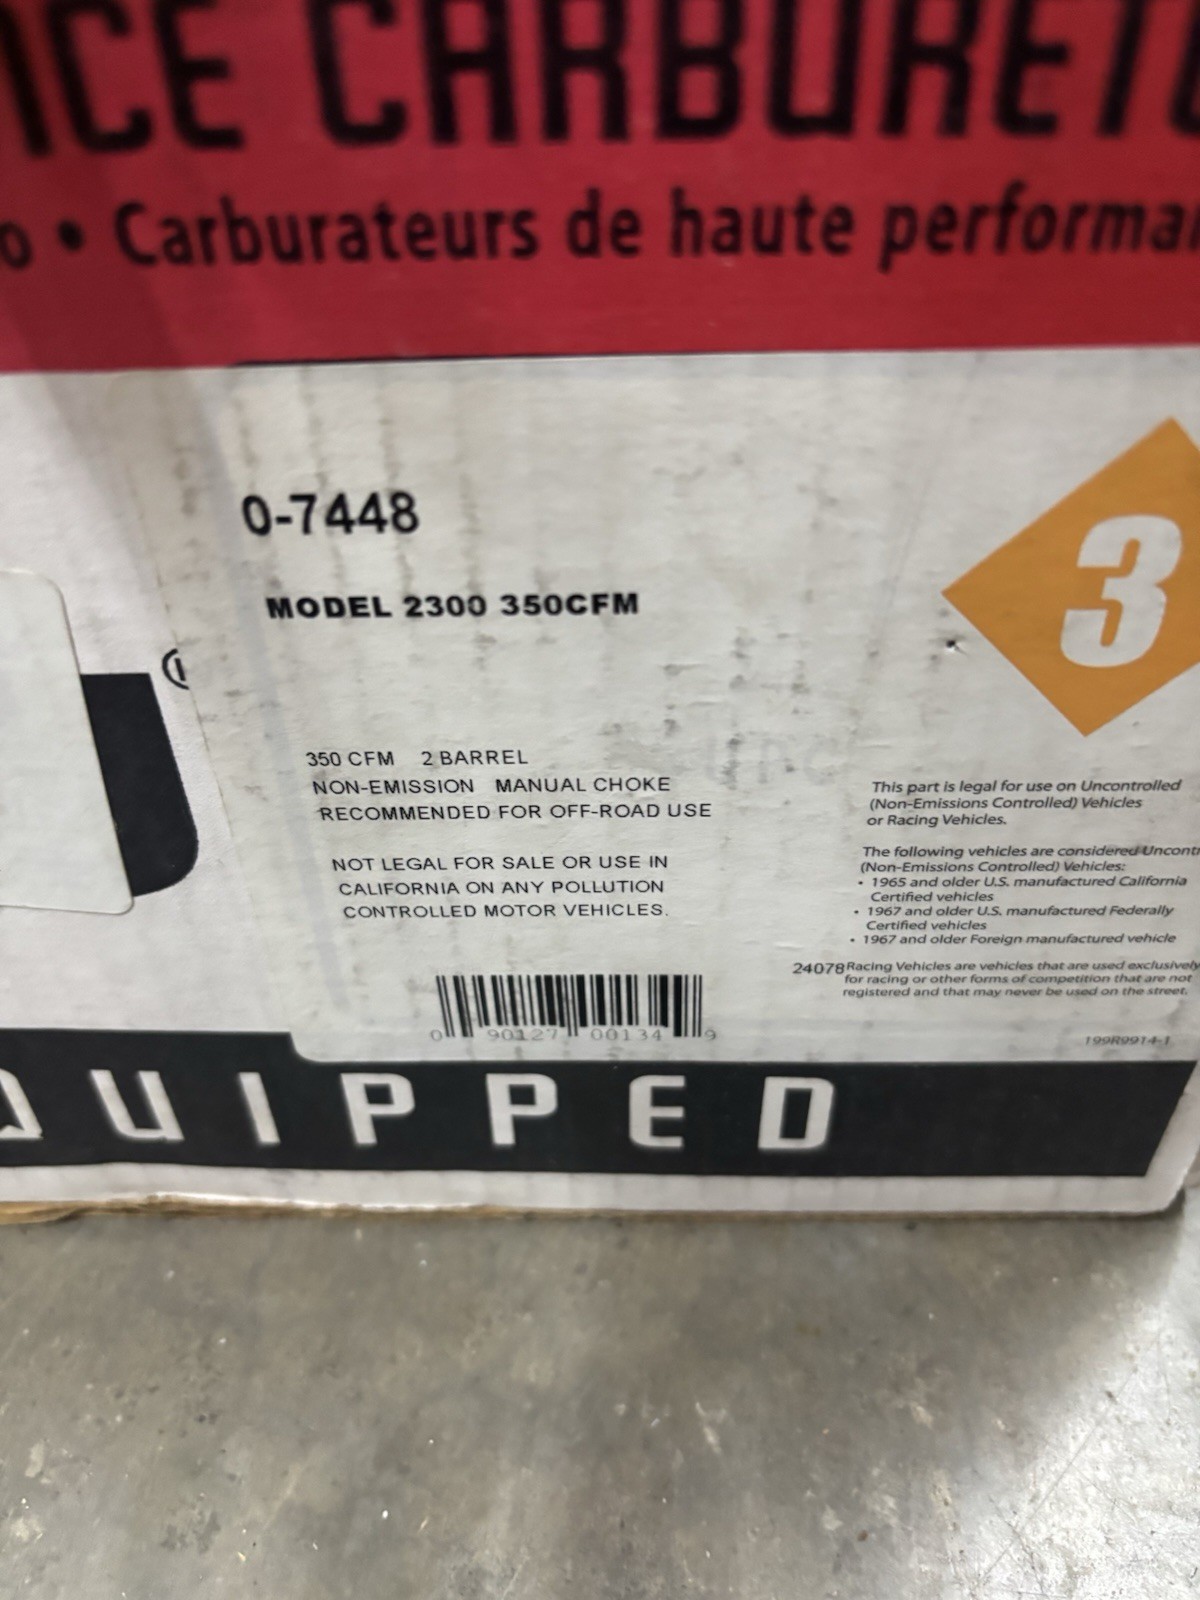 NCE CARBURETO
o • Carburateurs de haute performa
0-7448
MODEL 2300 350CFM
3
350 CFM 2 BARREL
NON-EMISSION MANUAL CHOKE
RECOMMENDED FOR OFF-ROAD USE
NOT LEGAL FOR SALE OR USE IN
CALIFORNIA ON ANY POLLUTION
CONTROLLED MOTOR VEHICLES.
This part is legal for use on Uncontrolled
(Non-Emissions Controlled) Vehicles
or Racing Vehicles.
The following vehicles are considered Uncontr
(Non-Emissions Controlled) Vehicles:
• 1965 and older U.S. manufactured California
Certified vehicles
• 1967 and older U.S. manufactured Federally
Certified vehicles
• 1967 and older Foreign manufactured vehicle
24078 Racing Vehicles are vehicles that are used exclusively
for racing or other forms of competition that are not
registered and that may never be used on the street.
0 90127 00134 9
199R9914-1
QUIPPED